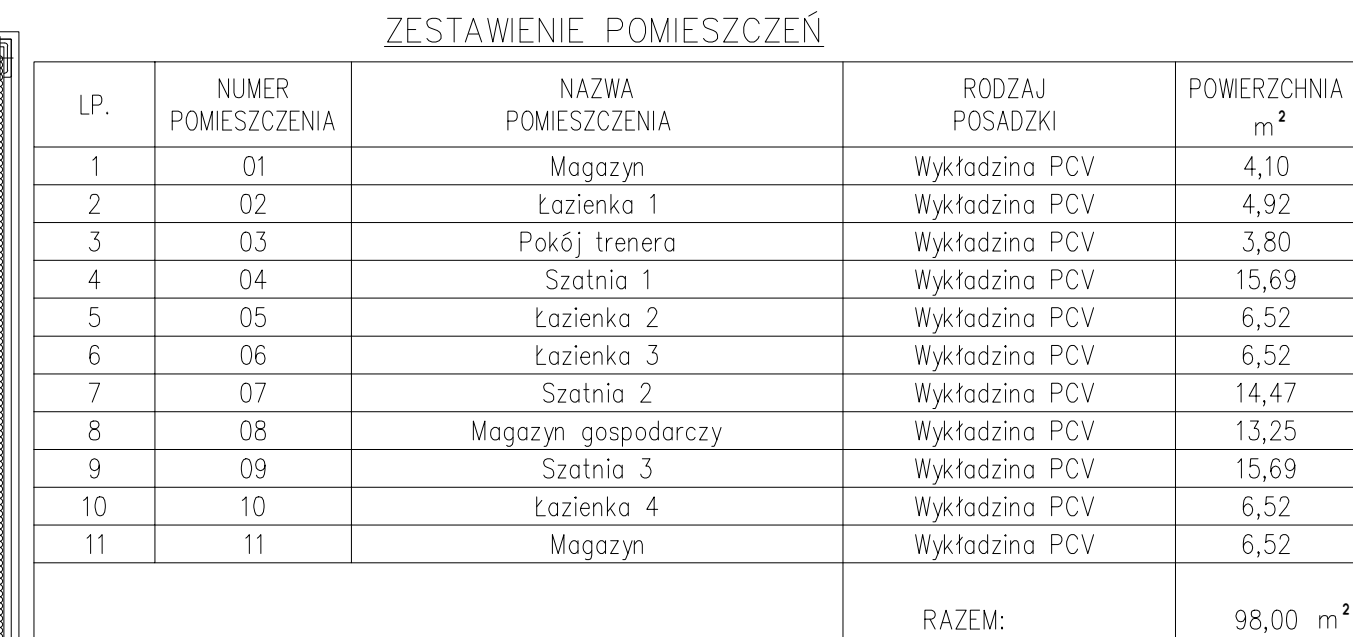 ZESTAWIENIE POMIESZCZEŃ
LP. NUMER POMIESZCZENIA NAZWA POMIESZCZENIA RODZAJ POSADZKI POWIERZCHNIA m²
1 01 Magazyn Wykładzina PCV 4,10
2 02 Łazienka 1 Wykładzina PCV 4,92
3 03 Pokój trenera Wykładzina PCV 3,80
4 04 Szatnia 1 Wykładzina PCV 15,69
5 05 Łazienka 2 Wykładzina PCV 6,52
6 06 Łazienka 3 Wykładzina PCV 6,52
7 07 Szatnia 2 Wykładzina PCV 14,47
8 08 Magazyn gospodarczy Wykładzina PCV 13,25
9 09 Szatnia 3 Wykładzina PCV 15,69
10 10 Łazienka 4 Wykładzina PCV 6,52
11 11 Magazyn Wykładzina PCV 6,52
RAZEM: 98,00 m²